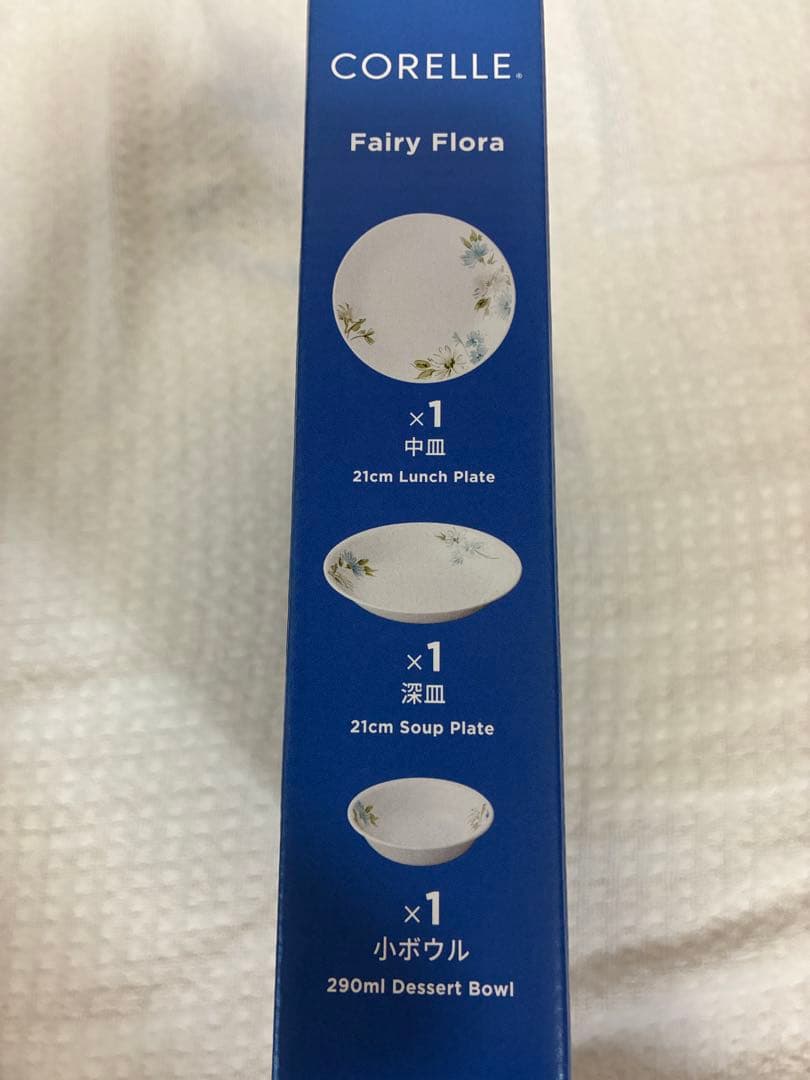 CORELLE®
Fairy Flora
×1
中皿
21cm Lunch Plate
×1
深皿
21cm Soup Plate
×1
小ボウル
290ml Dessert Bowl